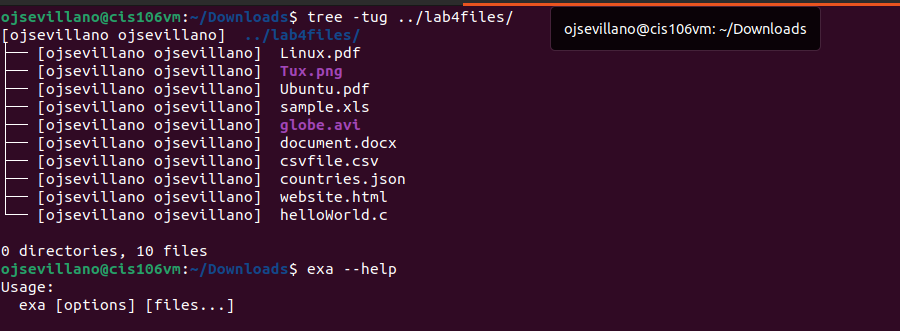 ojsevillano@cis106vm:~/Downloads$ tree -tug ../lab4files/
ojsevillano@cis106vm: ~/Downloads
[ojsevillano ojsevillano]  ../lab4files/
├── [ojsevillano ojsevillano]  Linux.pdf
├── [ojsevillano ojsevillano]  Tux.png
├── [ojsevillano ojsevillano]  Ubuntu.pdf
├── [ojsevillano ojsevillano]  sample.xls
├── [ojsevillano ojsevillano]  globe.avi
├── [ojsevillano ojsevillano]  document.docx
├── [ojsevillano ojsevillano]  csvfile.csv
├── [ojsevillano ojsevillano]  countries.json
├── [ojsevillano ojsevillano]  website.html
└── [ojsevillano ojsevillano]  helloWorld.c
0 directories, 10 files
ojsevillano@cis106vm:~/Downloads$ exa --help
Usage:
  exa [options] [files...]